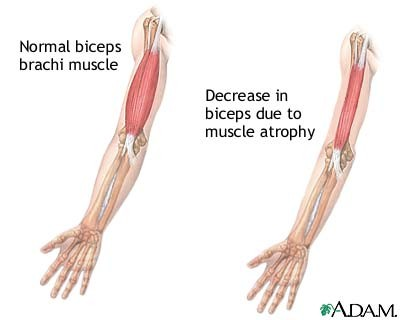 Normal biceps
brachi muscle
Decrease in
biceps due to
muscle atrophy
A.D.A.M.